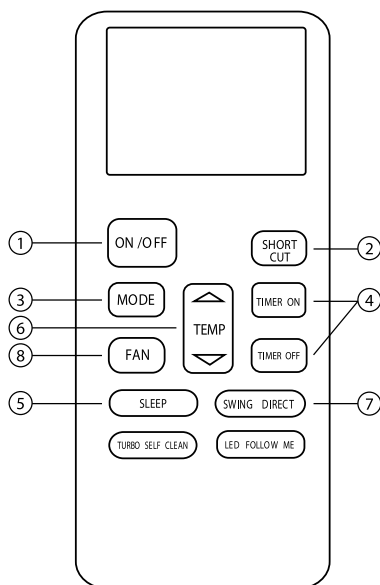 1
ON /OFF
SHORT
CUT
2
3
MODE
TIMER ON
4
6
TEMP
8
FAN
TIMER OFF
5
SLEEP
SWING DIRECT
7
TURBO SELF CLEAN
LED FOLLOW ME